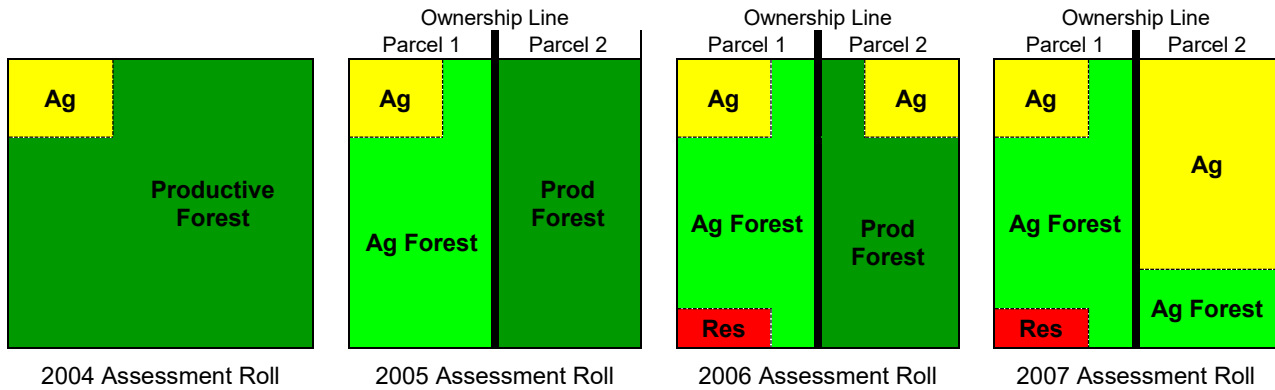 Ag
Productive
Forest
2004 Assessment Roll
Ownership Line
Parcel 1
Parcel 2
Ag
Ag Forest
Prod
Forest
2005 Assessment Roll
Ownership Line
Parcel 1
Parcel 2
Ag
Ag
Ag Forest
Prod
Forest
Res
2006 Assessment Roll
Ownership Line
Parcel 1
Parcel 2
Ag
Ag
Ag Forest
Ag Forest
Res
2007 Assessment Roll